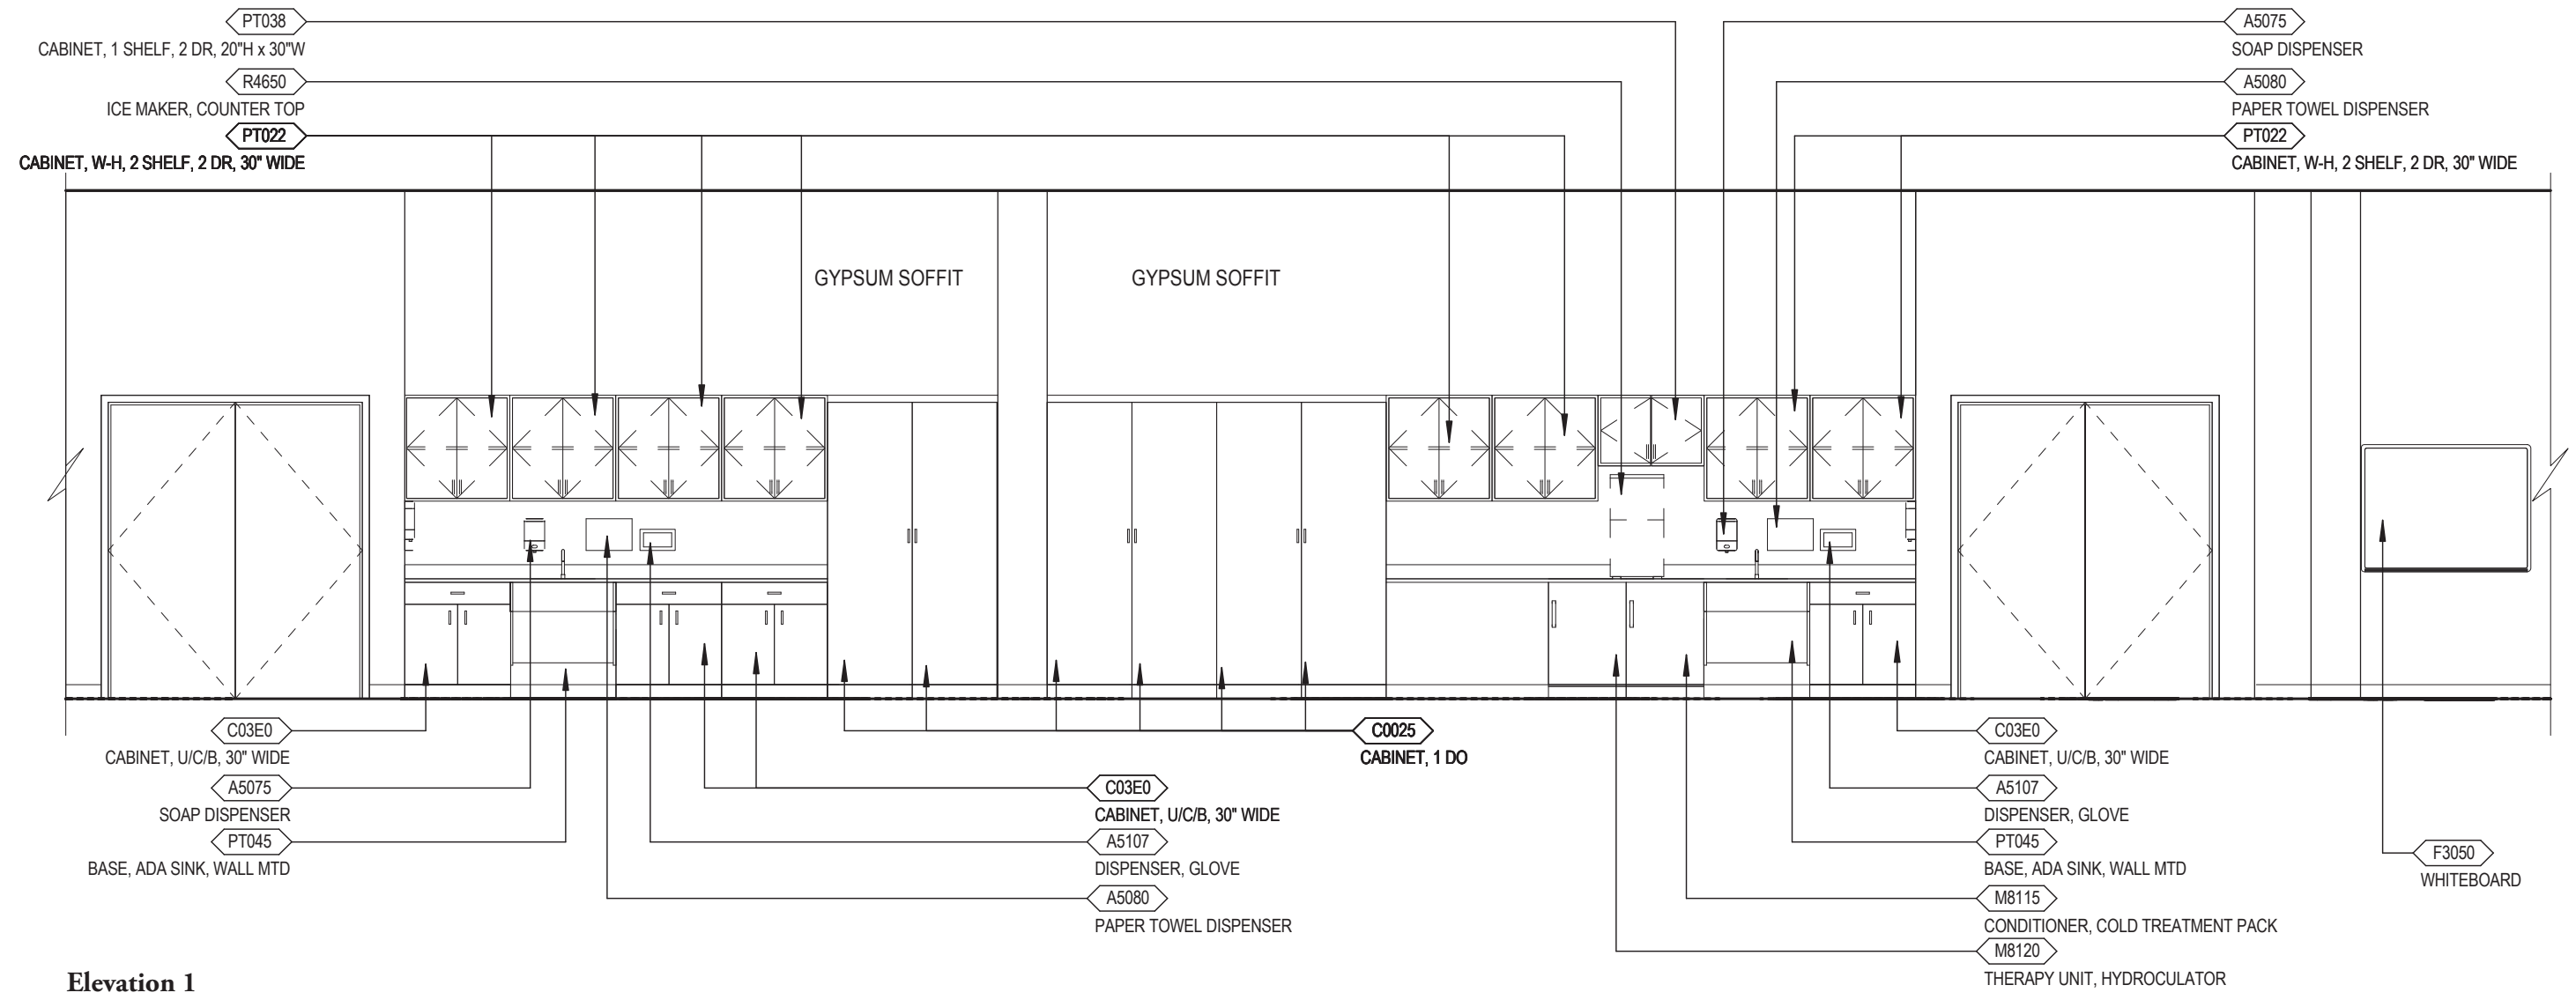 PT038
CABINET, 1 SHELF, 2 DR, 20"H x 30"W
R4650
ICE MAKER, COUNTER TOP
PT022
CABINET, W-H, 2 SHELF, 2 DR, 30" WIDE
A5075
SOAP DISPENSER
A5080
PAPER TOWEL DISPENSER
PT022
CABINET, W-H, 2 SHELF, 2 DR, 30" WIDE
GYPSUM SOFFIT
GYPSUM SOFFIT
C03E0
CABINET, U/C/B, 30" WIDE
A5075
SOAP DISPENSER
PT045
BASE, ADA SINK, WALL MTD
C0025
CABINET, 1 DO
C03E0
CABINET, U/C/B, 30" WIDE
A5107
DISPENSER, GLOVE
A5080
PAPER TOWEL DISPENSER
C03E0
CABINET, U/C/B, 30" WIDE
A5107
DISPENSER, GLOVE
PT045
BASE, ADA SINK, WALL MTD
M8115
CONDITIONER, COLD TREATMENT PACK
M8120
THERAPY UNIT, HYDROCULATOR
F3050
WHITEBOARD
Elevation 1